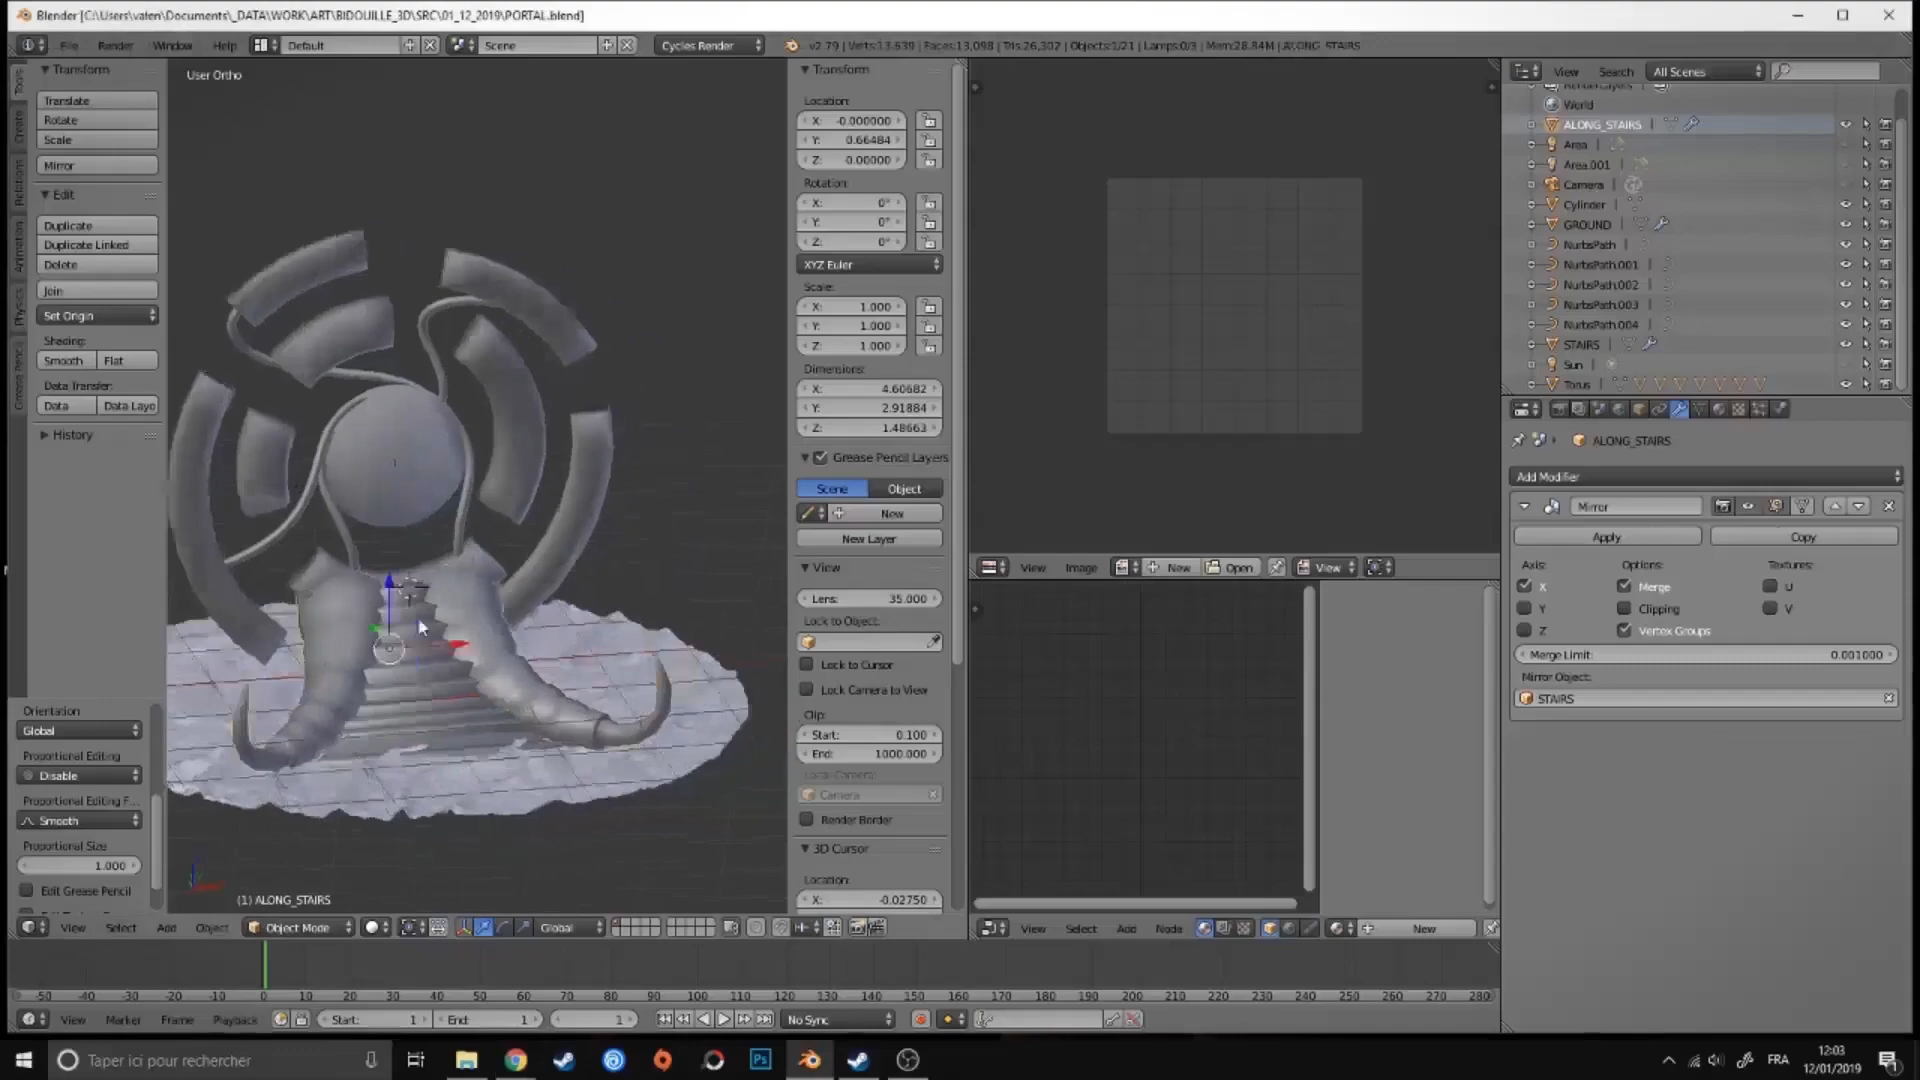 Blender [C:\Users\valen\Documents\_DATA\WORK\ART\BIDOUILLE_3D\SRC\01_12_2019\PORTAL.blend]
File Render Window Help Default Scene Cycles Render v2.79 | Verts:13,639 | Faces:13,098 | Tris:26,302 | Objects:1/21 | Lamps:0/3 | Mem:28.84M | ALONG_STAIRS
Tools
Create
Relations
Animation
Physics
Grease Pencil
Transform
Translate
Rotate
Scale
Mirror
Edit
Duplicate
Duplicate Linked
Delete
Join
Set Origin
Shading:
Smooth Flat
Data Transfer:
Data Data Layo
History
Orientation
Global
Proportional Editing
Disable
Proportional Editing F...
Smooth
Proportional Size
1.000
Edit Grease Pencil
User Ortho
(1) ALONG_STAIRS
Transform
Location:
X: -0.000000
Y: 0.66484
Z: -0.00000
Rotation:
X: 0°
Y: 0°
Z: 0°
XYZ Euler
Scale:
X: 1.000
Y: 1.000
Z: 1.000
Dimensions:
X: 4.60682
Y: 2.91884
Z: 1.48663
Grease Pencil Layers
Scene Object
New
New Layer
View
Lens: 35.000
Lock to Object:
Lock to Cursor
Lock Camera to View
Clip:
Start: 0.100
End: 1000.000
Local Camera:
Camera
Render Border
3D Cursor
Location:
X: -0.02750
View Select Add Object Object Mode Global
View Image New Open View
View Select Add Node New
View Search All Scenes
RenderLayers
World
ALONG_STAIRS
Area
Area.001
Camera
Cylinder
GROUND
NurbsPath
NurbsPath.001
NurbsPath.002
NurbsPath.003
NurbsPath.004
STAIRS
Sun
Torus
ALONG_STAIRS
Add Modifier
Mirror
Apply Copy
Axis: Options: Textures:
X Merge U
Y Clipping V
Z Vertex Groups
Merge Limit: 0.001000
Mirror Object:
STAIRS
-50 -40 -30 -20 -10 0 10 20 30 40 50 60 70 80 90 100 110 120 130 140 150 160 170 180 190 200 210 220 230 240 250 260 270 280
View Marker Frame Playback Start: 1 End: 1 1 No Sync
Taper ici pour rechercher
Ps
FRA
12:03
12/01/2019
1